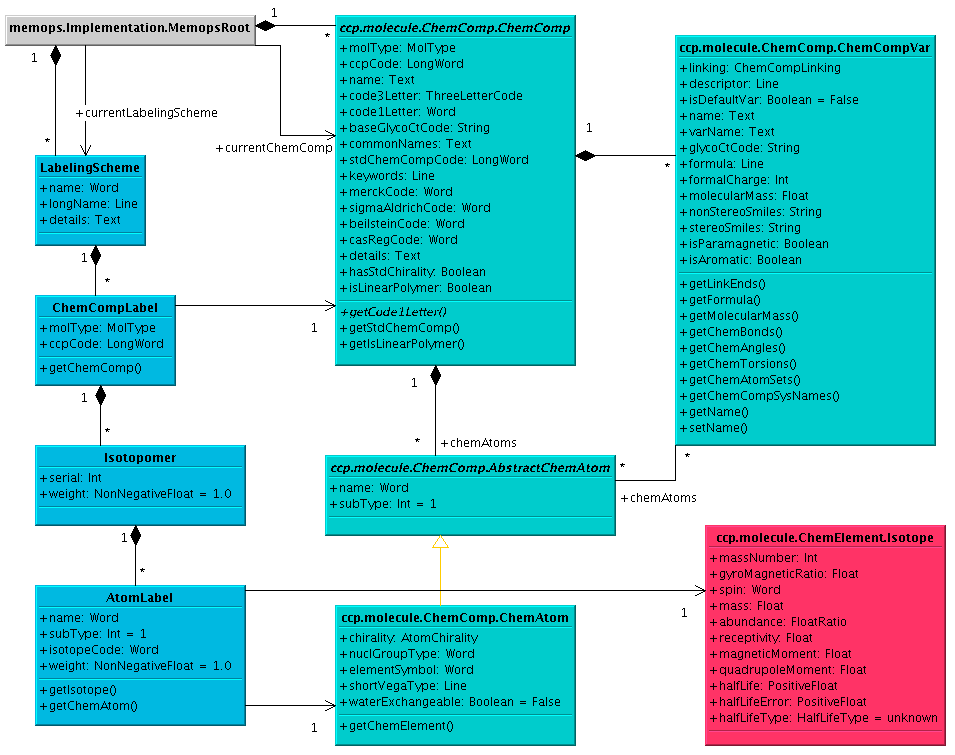 memops.Implementation.MemopsRoot
1
*
1
*
+currentLabelingScheme
+currentChemComp
LabelingScheme
+name: Word
+longName: Line
+details: Text
1
*
ChemCompLabel
+molType: MolType
+ccpCode: LongWord
+getChemComp()
1
1
*
Isotopomer
+serial: Int
+weight: NonNegativeFloat = 1.0
1
*
AtomLabel
+name: Word
+subType: Int = 1
+isotopeCode: Word
+weight: NonNegativeFloat = 1.0
+getIsotope()
+getChemAtom()
1
1
ccp.molecule.ChemComp.ChemComp
+molType: MolType
+ccpCode: LongWord
+name: Text
+code3Letter: ThreeLetterCode
+code1Letter: Word
+baseGlycoCtCode: String
+commonNames: Text
+stdChemCompCode: LongWord
+keywords: Line
+merckCode: Word
+sigmaAldrichCode: Word
+beilsteinCode: Word
+casRegCode: Word
+details: Text
+hasStdChirality: Boolean
+isLinearPolymer: Boolean
+getCode1Letter()
+getStdChemComp()
+getIsLinearPolymer()
1
*
1
*
+chemAtoms
ccp.molecule.ChemComp.AbstractChemAtom
+name: Word
+subType: Int = 1
*
*
+chemAtoms
ccp.molecule.ChemComp.ChemAtom
+chirality: AtomChirality
+nuclGroupType: Word
+elementSymbol: Word
+shortVegaType: Line
+waterExchangeable: Boolean = False
+getChemElement()
ccp.molecule.ChemComp.ChemCompVar
+linking: ChemCompLinking
+descriptor: Line
+isDefaultVar: Boolean = False
+name: Text
+varName: Text
+glycoCtCode: String
+formula: Line
+formalCharge: Int
+molecularMass: Float
+nonStereoSmiles: String
+stereoSmiles: String
+isParamagnetic: Boolean
+isAromatic: Boolean
+getLinkEnds()
+getFormula()
+getMolecularMass()
+getChemBonds()
+getChemAngles()
+getChemTorsions()
+getChemAtomSets()
+getChemCompSysNames()
+getName()
+setName()
ccp.molecule.ChemElement.Isotope
+massNumber: Int
+gyroMagneticRatio: Float
+spin: Word
+mass: Float
+abundance: FloatRatio
+receptivity: Float
+magneticMoment: Float
+quadrupoleMoment: Float
+halfLife: PositiveFloat
+halfLifeError: PositiveFloat
+halfLifeType: HalfLifeType = unknown